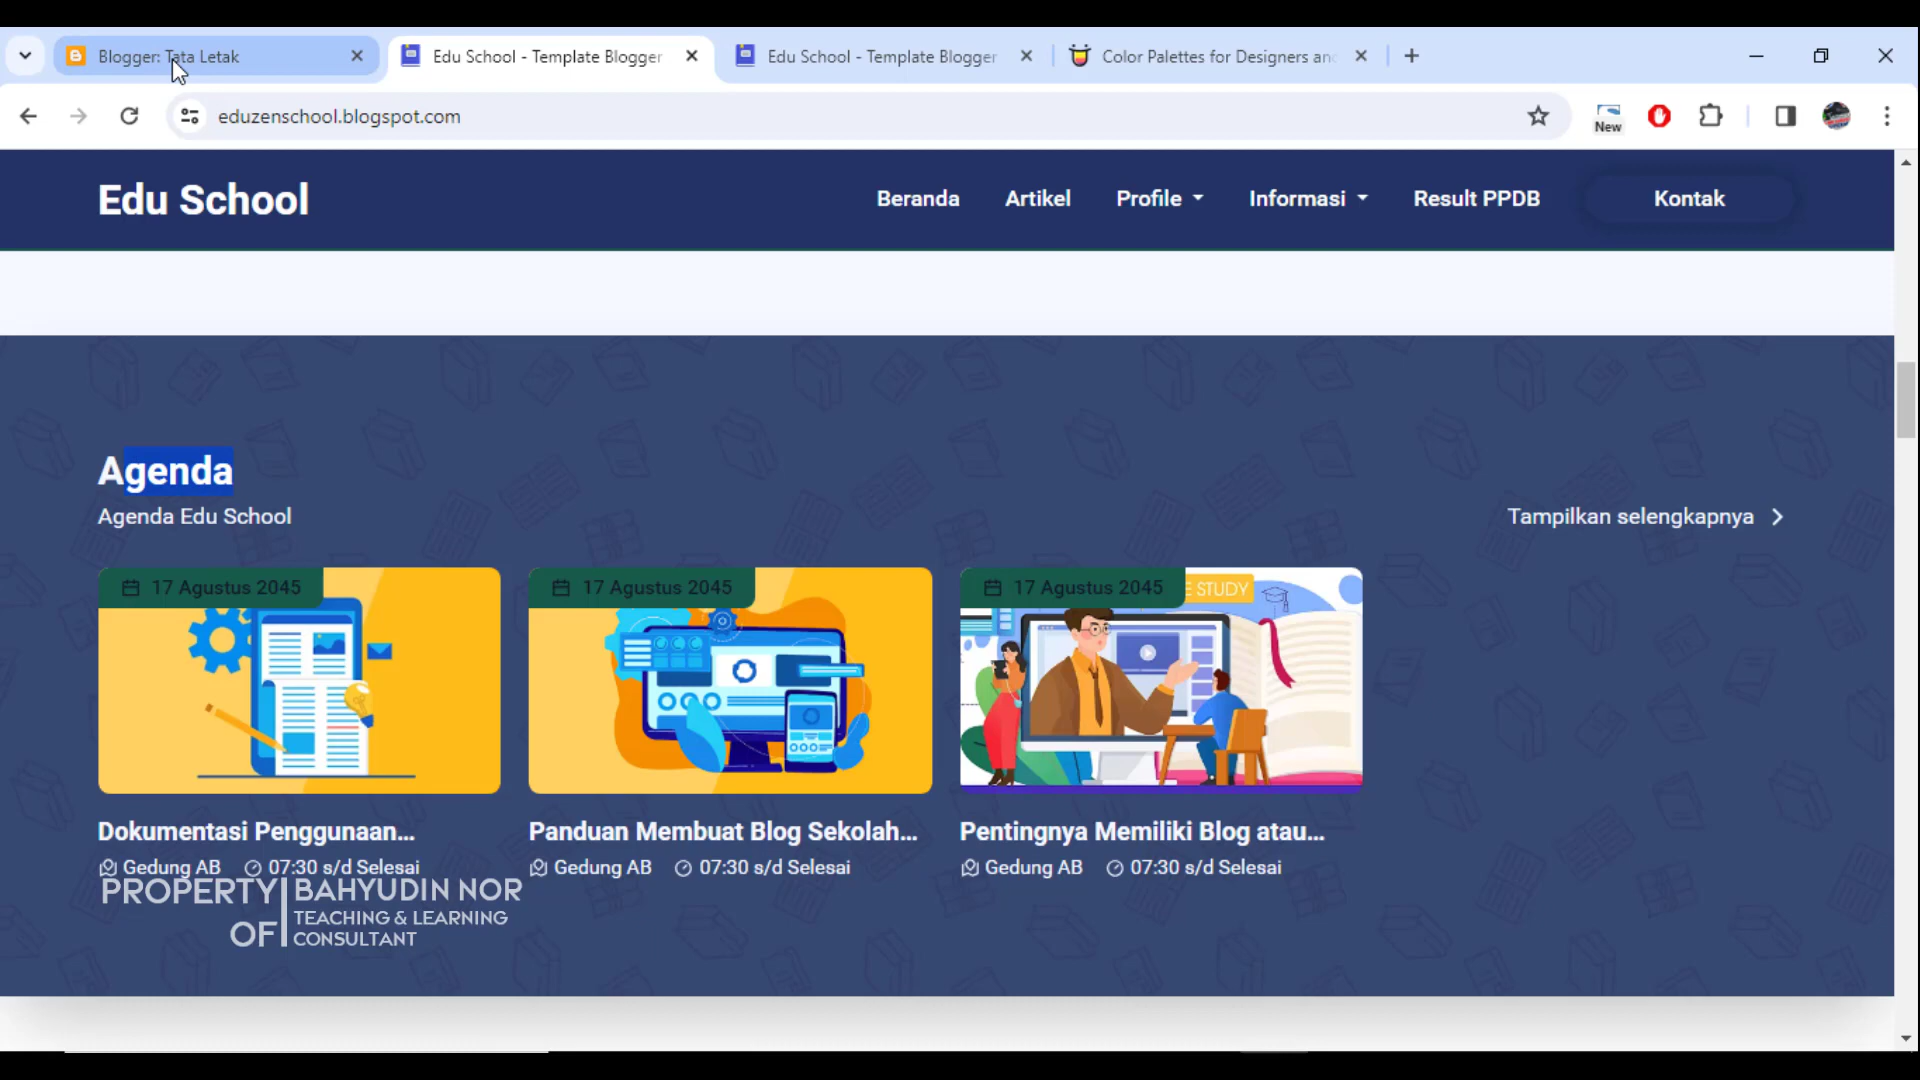 Blogger: Tata Letak
Edu School - Template Blogger
Edu School - Template Blogger
Color Palettes for Designers an
eduzenschool.blogspot.com
New
Edu School
Beranda
Artikel
Profile
Informasi
Result PPDB
Kontak
Agenda
Agenda Edu School
Tampilkan selengkapnya
17 Agustus 2045
17 Agustus 2045
17 Agustus 2045
E STUDY
Dokumentasi Penggunaan...
Panduan Membuat Blog Sekolah...
Pentingnya Memiliki Blog atau...
Gedung AB 07:30 s/d Selesai
Gedung AB 07:30 s/d Selesai
Gedung AB 07:30 s/d Selesai
PROPERTY OF
BAHYUDIN NOR
TEACHING & LEARNING
CONSULTANT